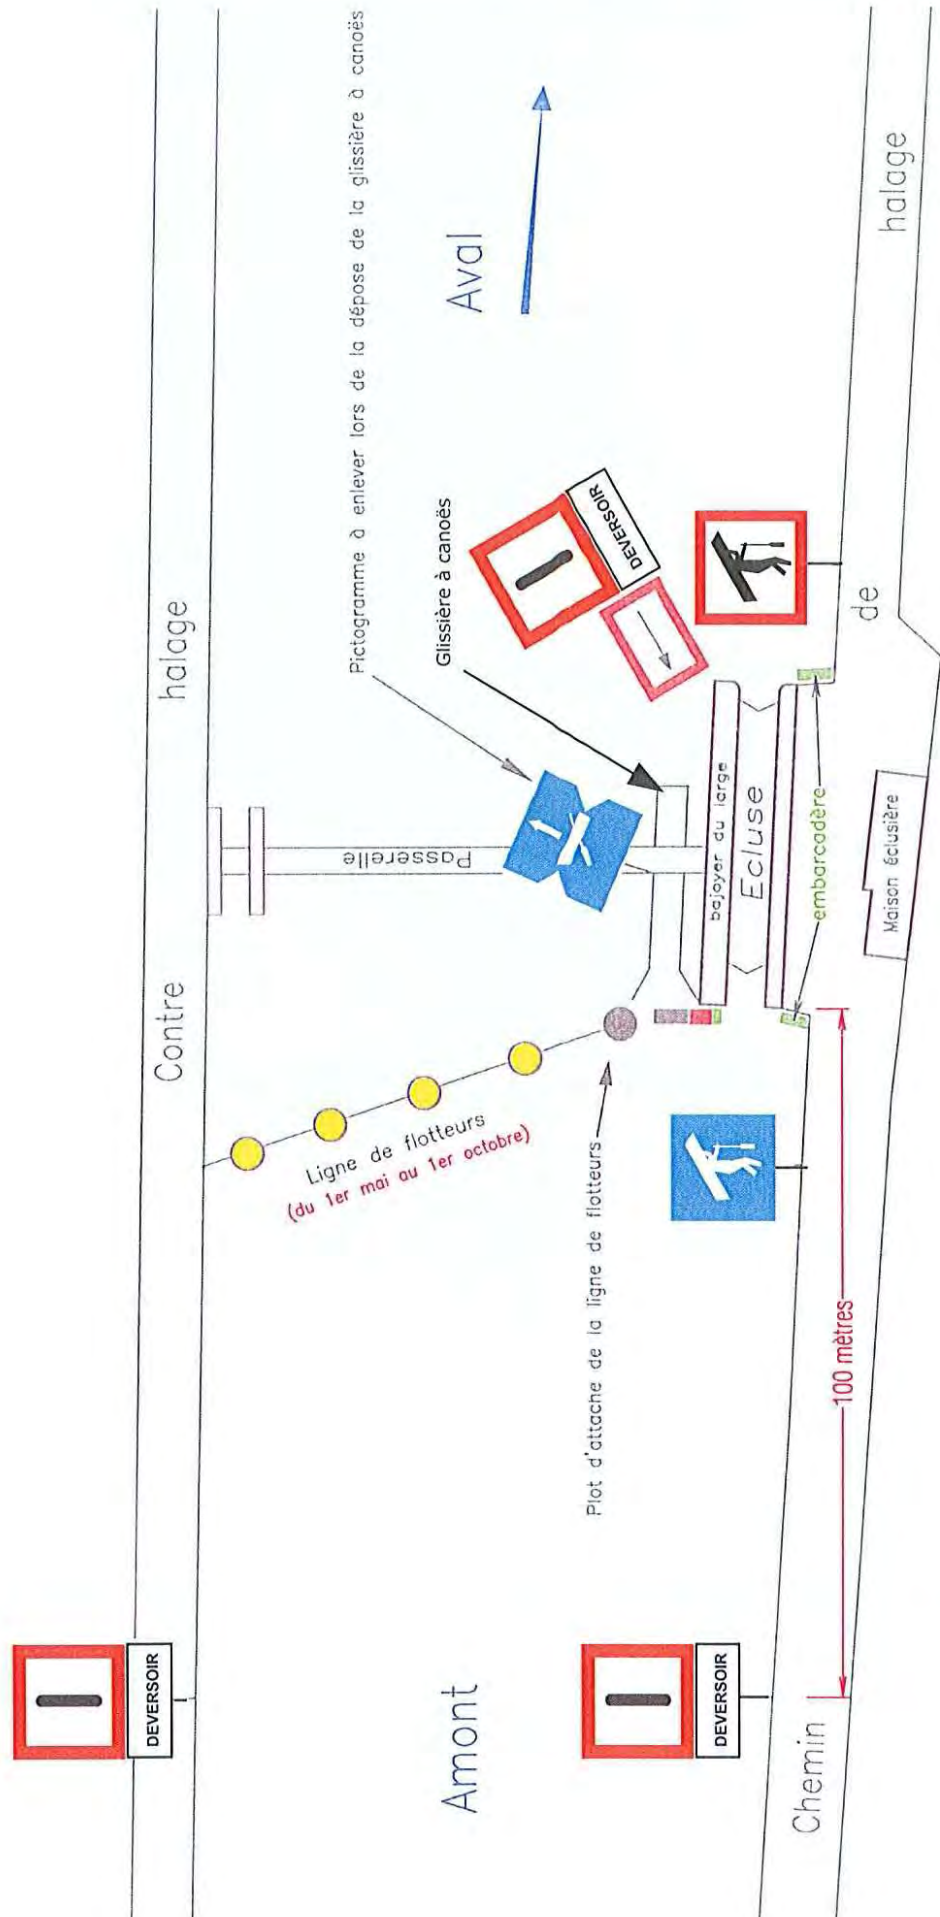 Contre halage
Pictogramme à enlever lors de la dépose de la glissière à canoës
Aval
Glissière à canoës
DEVERSOIR
Passerelle
Ligne de flotteurs
(du 1er mai au 1er octobre)
bajoyer du large
Ecluse
embarcadère
Maison éclusière
Plot d'attache de la ligne de flotteurs
100 mètres
DEVERSOIR
Amont
DEVERSOIR
Chemin de halage